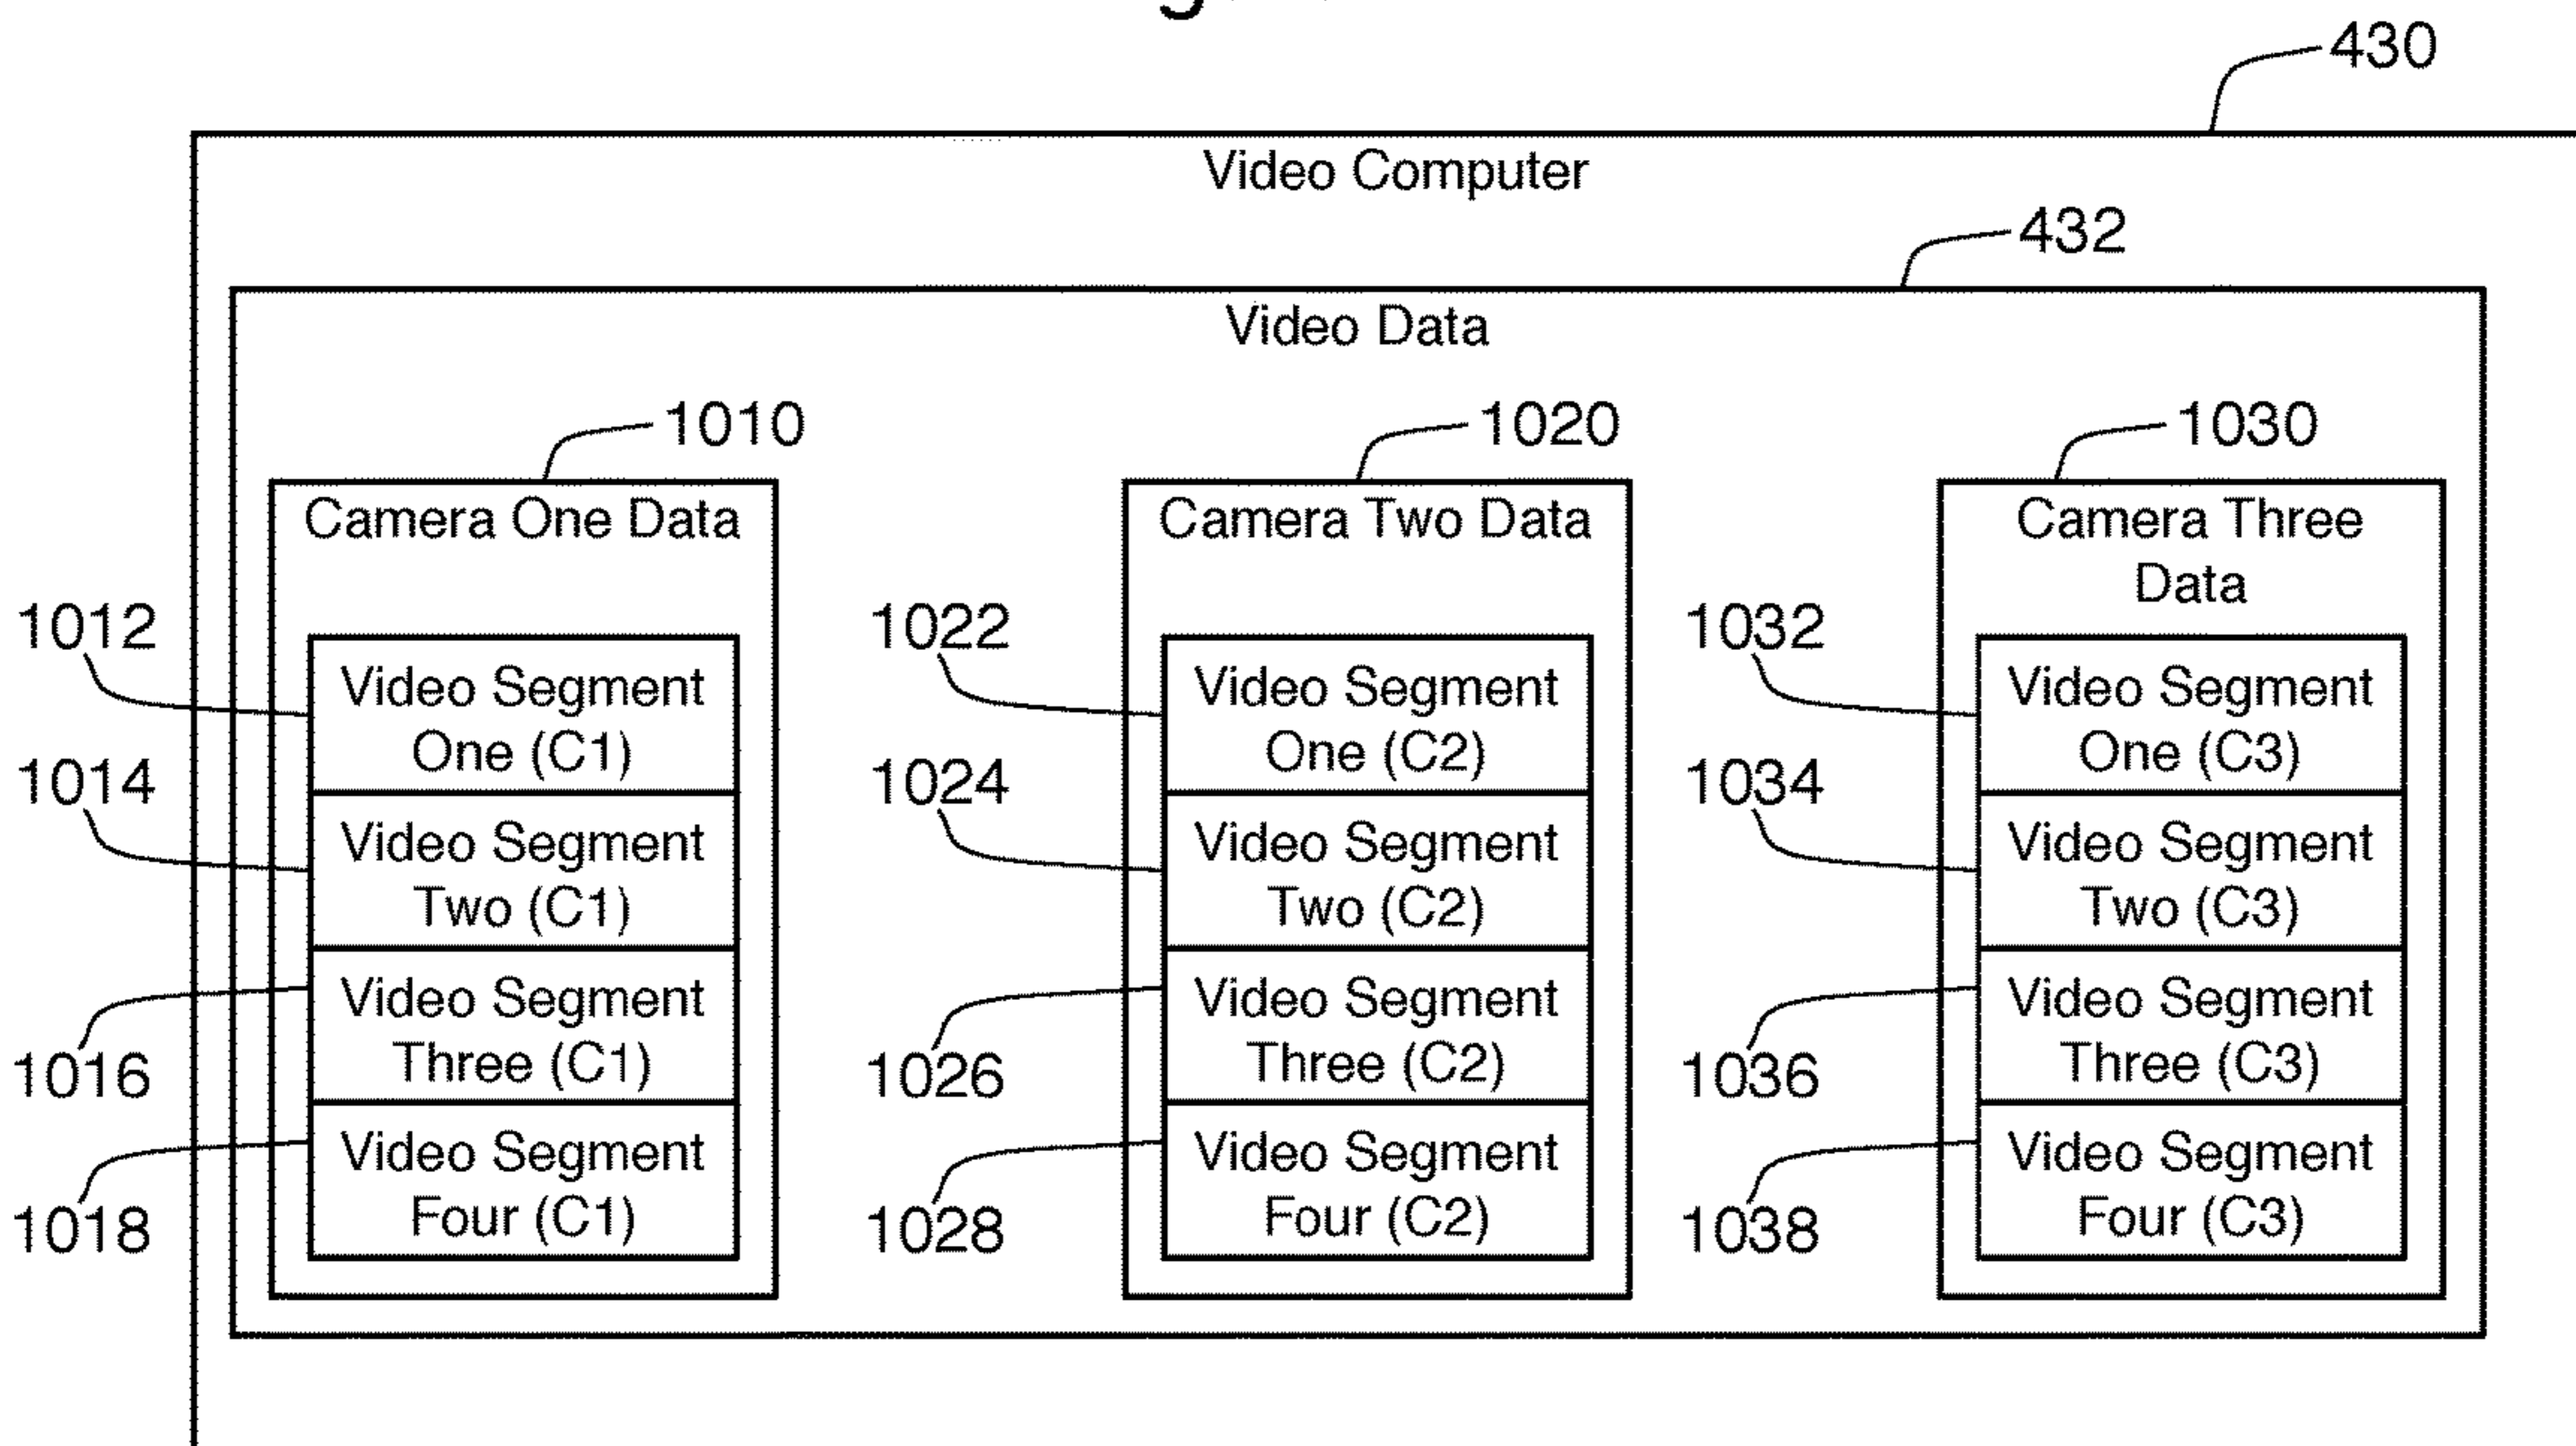 430
Video Computer
432
Video Data
1010
1020
1030
Camera One Data
Camera Two Data
Camera Three
Data
1012
Video Segment
One (C1)
1014
Video Segment
Two (C1)
1016
Video Segment
Three (C1)
1018
Video Segment
Four (C1)
1022
Video Segment
One (C2)
1024
Video Segment
Two (C2)
1026
Video Segment
Three (C2)
1028
Video Segment
Four (C2)
1032
Video Segment
One (C3)
1034
Video Segment
Two (C3)
1036
Video Segment
Three (C3)
1038
Video Segment
Four (C3)